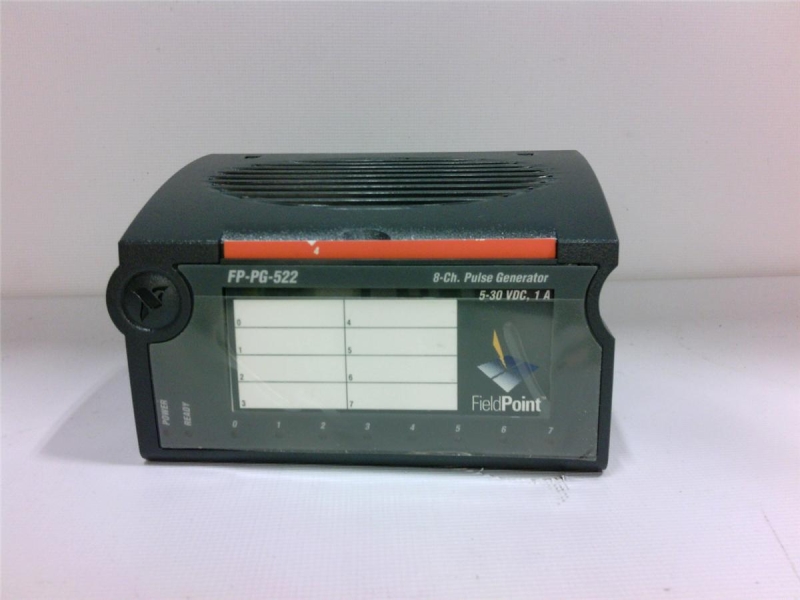 4
FP-PG-522 8-Ch. Pulse Generator
5-30 VDC, 1 A
0 4
1 5
2 6
3 7
FieldPoint
POWER
READY
0 1 2 3 4 5 6 7